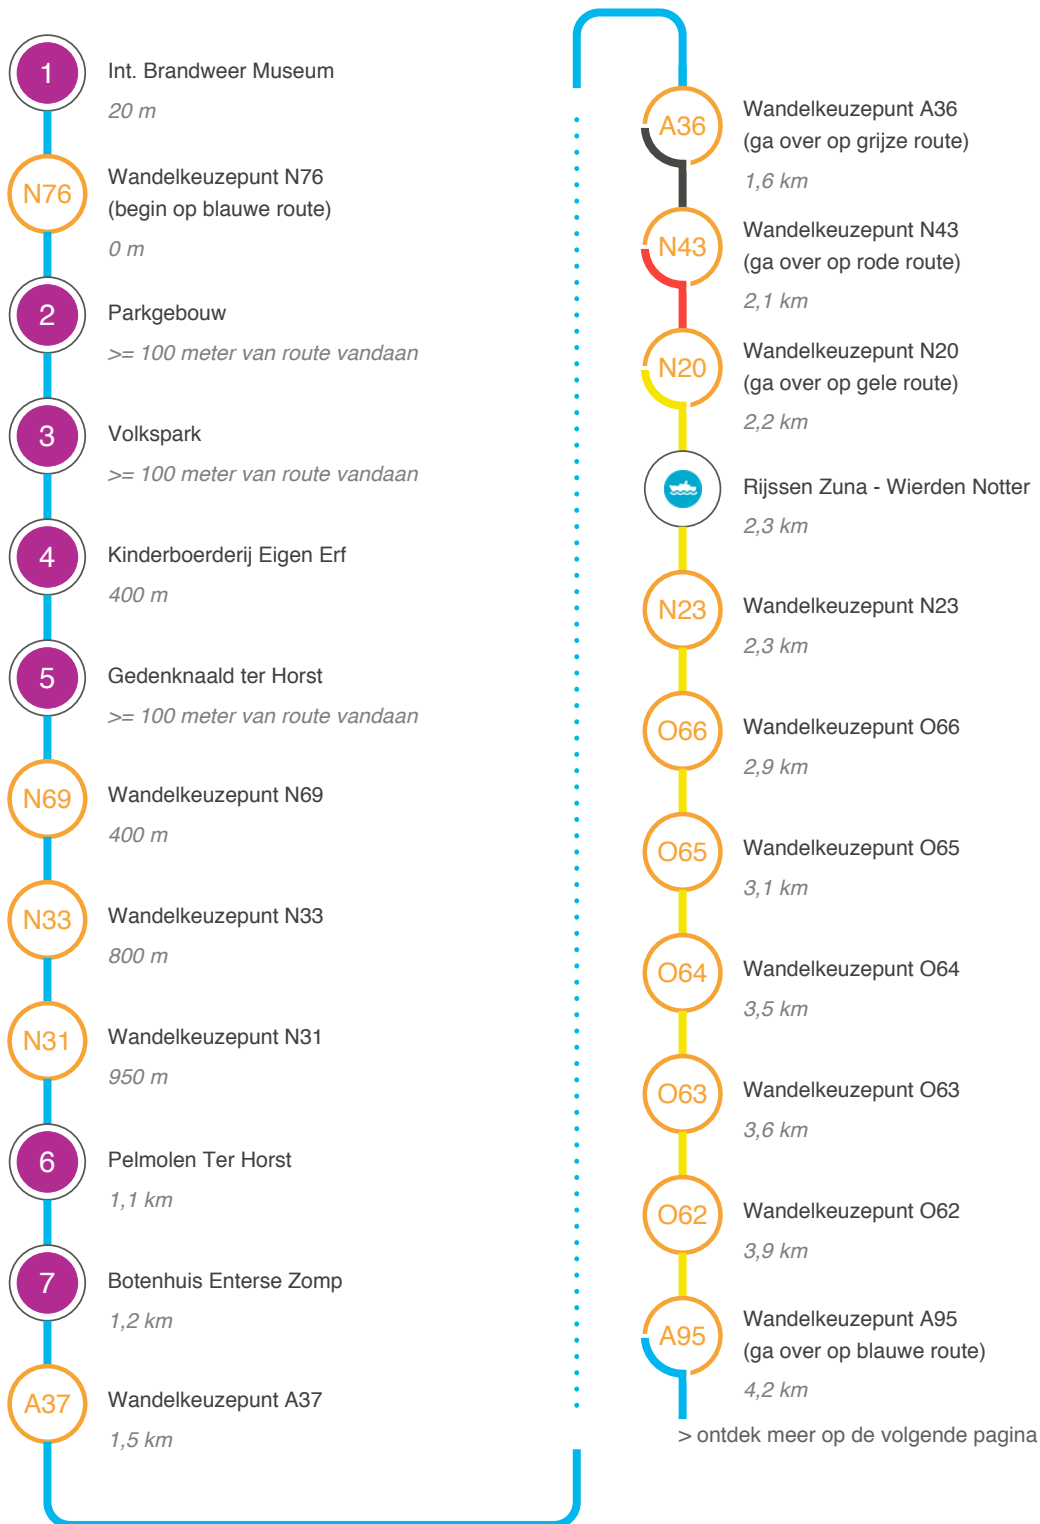 1
Int. Brandweer Museum
20 m
N76
Wandelkeuzepunt N76
(begin op blauwe route)
0 m
2
Parkgebouw
>= 100 meter van route vandaan
3
Volkspark
>= 100 meter van route vandaan
4
Kinderboerderij Eigen Erf
400 m
5
Gedenknaald ter Horst
>= 100 meter van route vandaan
N69
Wandelkeuzepunt N69
400 m
N33
Wandelkeuzepunt N33
800 m
N31
Wandelkeuzepunt N31
950 m
6
Pelmolen Ter Horst
1,1 km
7
Botenhuis Enterse Zomp
1,2 km
A37
Wandelkeuzepunt A37
1,5 km
A36
Wandelkeuzepunt A36
(ga over op grijze route)
1,6 km
N43
Wandelkeuzepunt N43
(ga over op rode route)
2,1 km
N20
Wandelkeuzepunt N20
(ga over op gele route)
2,2 km
Rijssen Zuna - Wierden Notter
2,3 km
N23
Wandelkeuzepunt N23
2,3 km
O66
Wandelkeuzepunt O66
2,9 km
O65
Wandelkeuzepunt O65
3,1 km
O64
Wandelkeuzepunt O64
3,5 km
O63
Wandelkeuzepunt O63
3,6 km
O62
Wandelkeuzepunt O62
3,9 km
A95
Wandelkeuzepunt A95
(ga over op blauwe route)
4,2 km
> ontdek meer op de volgende pagina